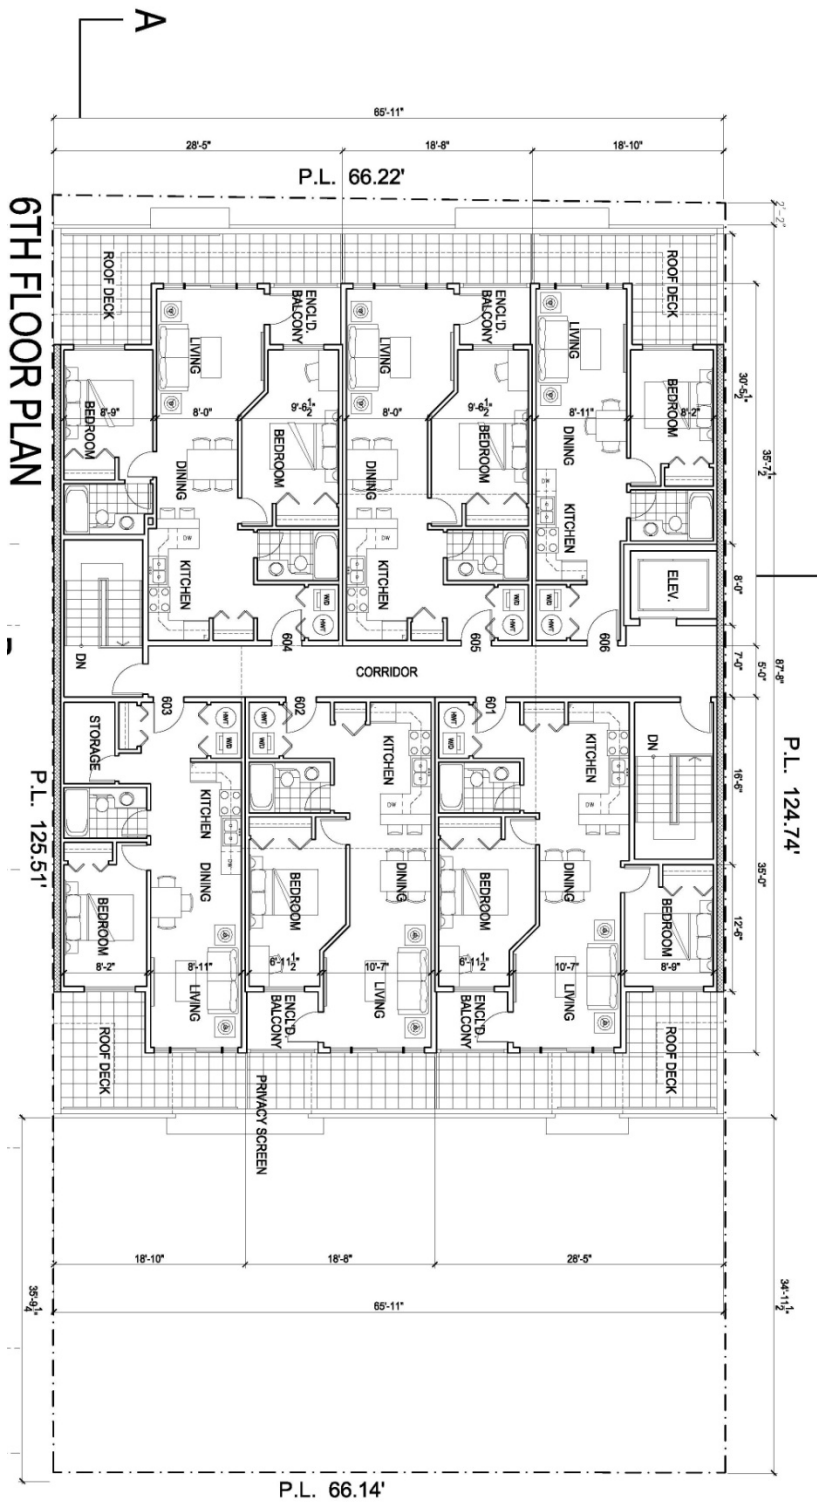 A
65'-11"
28'-5"
18'-8"
18'-10"
P.L. 66.22'
2'-2"
6TH FLOOR PLAN
ROOF DECK
ENCL'D. BALCONY
ENCL'D. BALCONY
ROOF DECK
LIVING
LIVING
LIVING
30'-5½"
BEDROOM
8'-9"
8'-0"
9'-6½"
8'-0"
9'-6½"
8'-11"
BEDROOM
8'-2"
DINING
BEDROOM
DINING
BEDROOM
DINING
35'-7½"
KITCHEN
DW
DW
DW
KITCHEN
KITCHEN
ELEV.
8'-0"
W/D
HWT
W/D
HWT
W/D
HWT
604
605
606
DN
CORRIDOR
7'-0"
5'-0"
87'-8"
603
602
601
STORAGE
HWT
W/D
HWT
W/D
HWT
W/D
DN
KITCHEN
KITCHEN
KITCHEN
16'-6"
P.L. 124.74'
P.L. 125.51'
DW
DW
DW
DINING
DINING
DINING
35'-0"
BEDROOM
BEDROOM
BEDROOM
BEDROOM
12'-6"
8'-2"
8'-11"
6'-11½"
10'-7"
6'-11½"
10'-7"
8'-9"
LIVING
LIVING
LIVING
ENCL'D. BALCONY
ENCL'D. BALCONY
ROOF DECK
ROOF DECK
PRIVACY SCREEN
18'-10"
18'-8"
28'-5"
65'-11"
35'-9¼"
34'-11½"
P.L. 66.14'